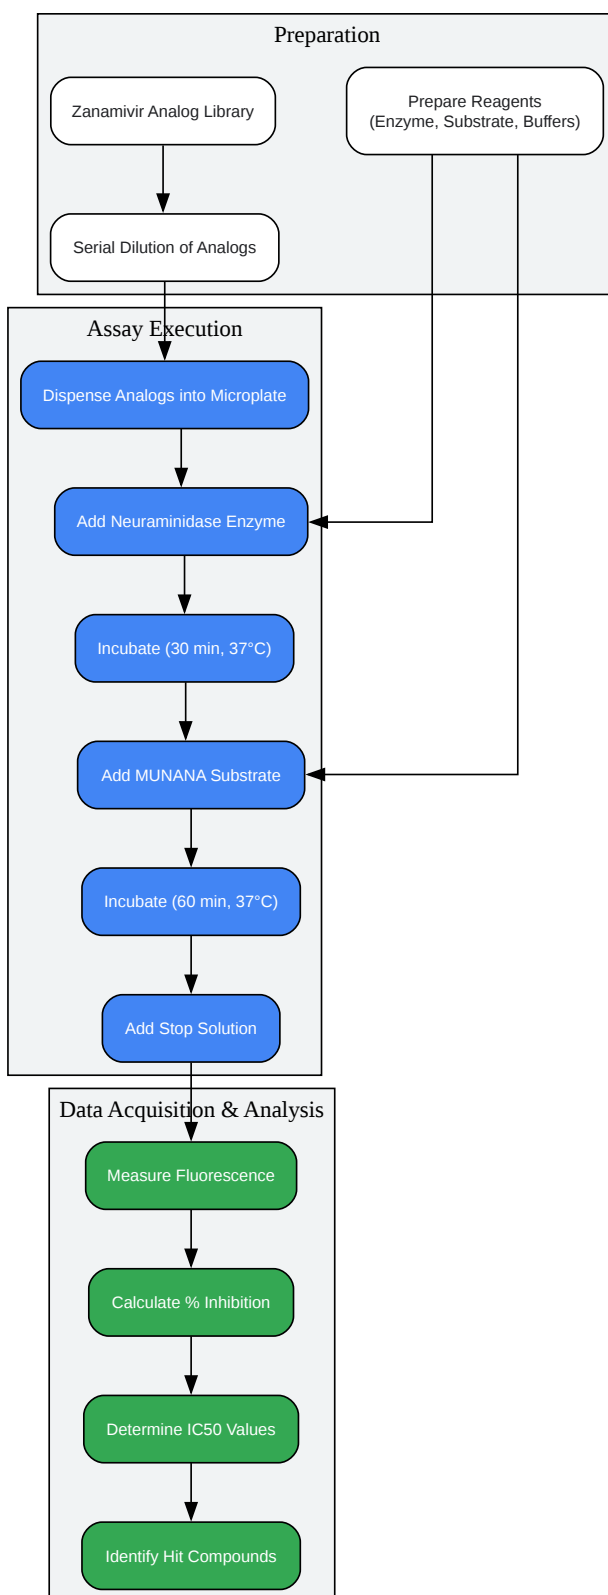 Preparation
Zanamivir Analog Library
Prepare Reagents
(Enzyme, Substrate, Buffers)
Serial Dilution of Analogs
Assay Execution
Dispense Analogs into Microplate
Add Neuraminidase Enzyme
Incubate (30 min, 37°C)
Add MUNANA Substrate
Incubate (60 min, 37°C)
Add Stop Solution
Data Acquisition & Analysis
Measure Fluorescence
Calculate % Inhibition
Determine IC50 Values
Identify Hit Compounds